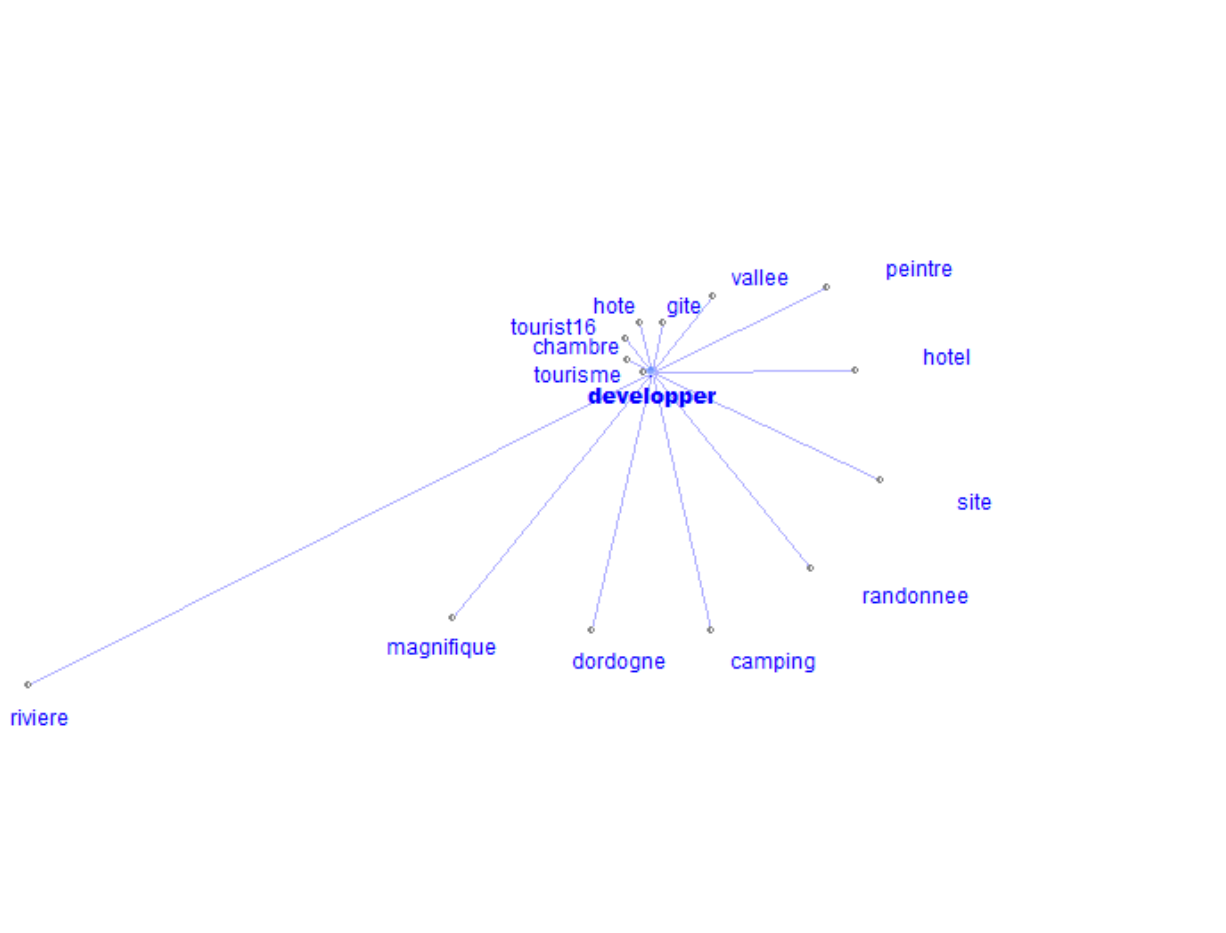 peintre
vallee
hote
gite
tourist16
chambre
hotel
tourisme
developper
site
randonnee
magnifique
dordogne
camping
riviere